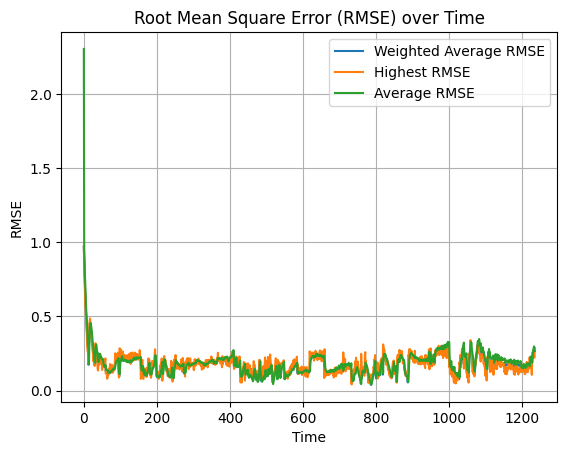 Root Mean Square Error (RMSE) over Time
Weighted Average RMSE
Highest RMSE
Average RMSE
2.0
1.5
1.0
0.5
0.0
RMSE
0 200 400 600 800 1000 1200
Time